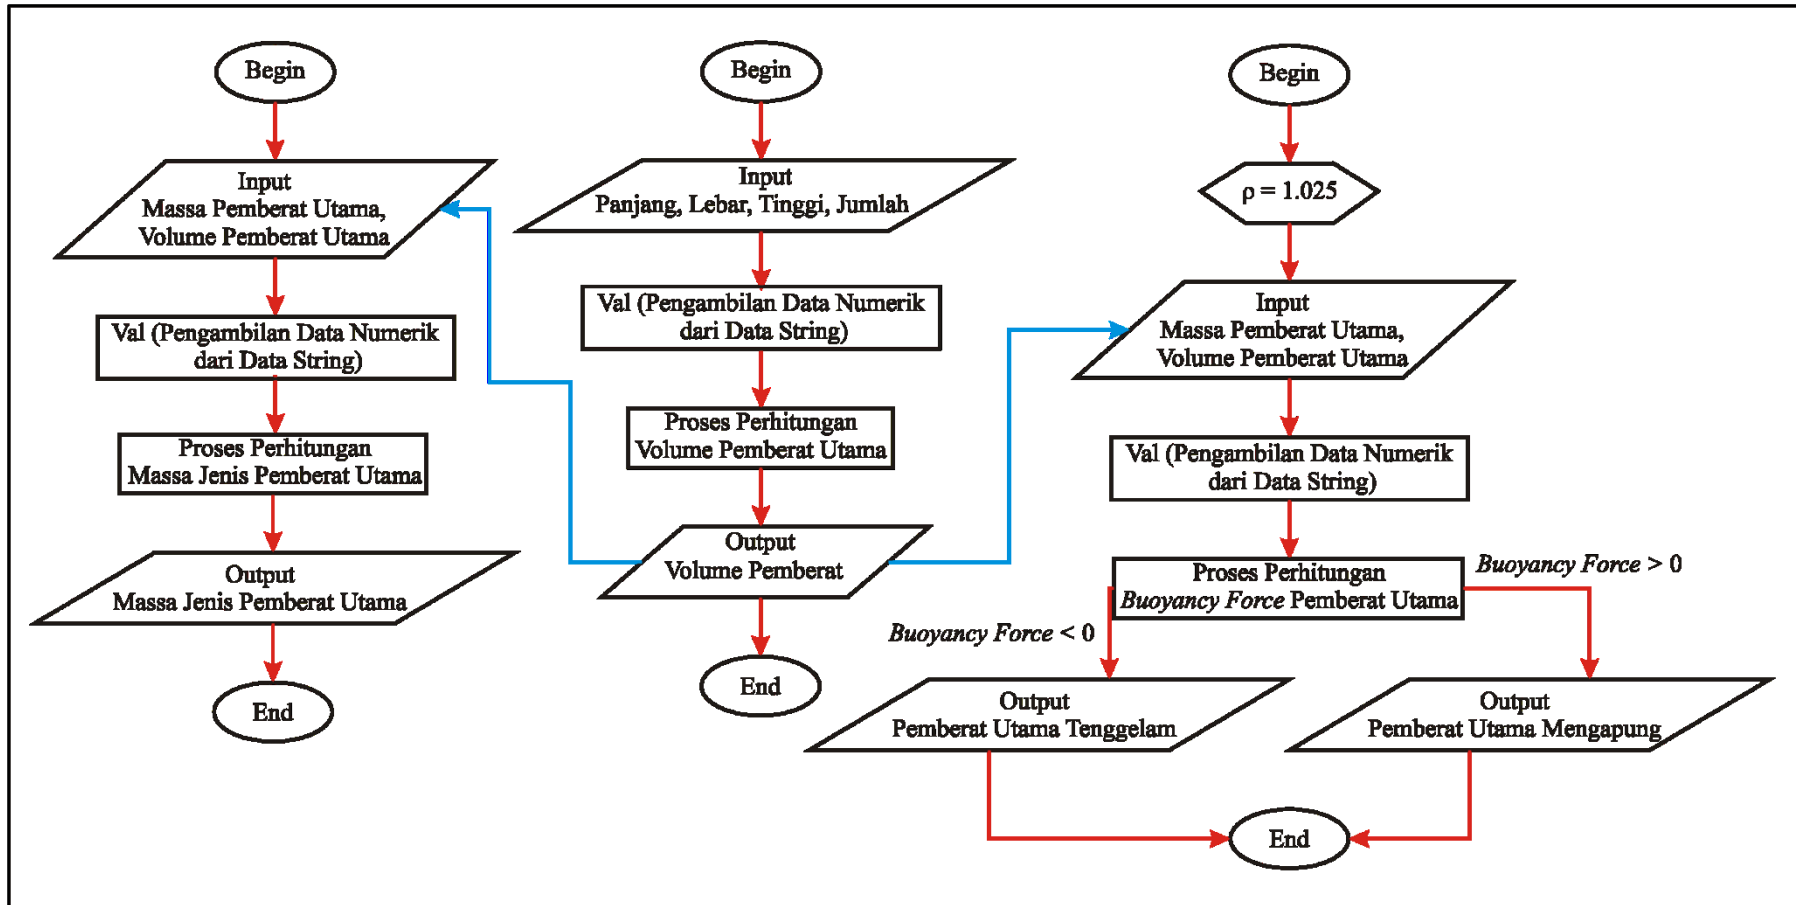 Begin
Input
Massa Pemberat Utama,
Volume Pemberat Utama
Val (Pengambilan Data Numerik
dari Data String)
Proses Perhitungan
Massa Jenis Pemberat Utama
Output
Massa Jenis Pemberat Utama
End
Begin
Input
Panjang, Lebar, Tinggi, Jumlah
Val (Pengambilan Data Numerik
dari Data String)
Proses Perhitungan
Volume Pemberat Utama
Output
Volume Pemberat
End
Begin
ρ = 1.025
Input
Massa Pemberat Utama,
Volume Pemberat Utama
Val (Pengambilan Data Numerik
dari Data String)
Proses Perhitungan
Buoyancy Force Pemberat Utama
Buoyancy Force < 0
Buoyancy Force > 0
Output
Pemberat Utama Tenggelam
Output
Pemberat Utama Mengapung
End